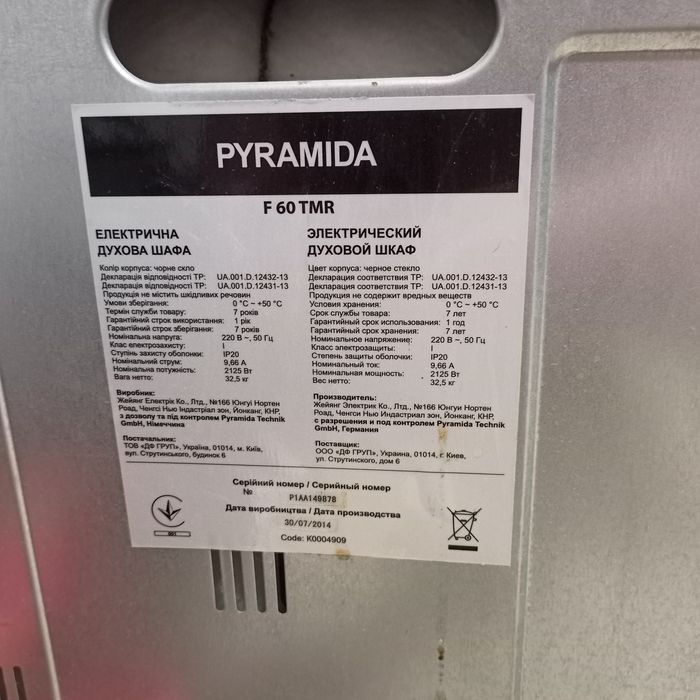 PYRAMIDA
F 60 TMR
ЕЛЕКТРИЧНА
ДУХОВА ШАФА
Колір корпуса: чорне скло
Декларація відповідності ТР: UA.001.D.12432-13
Декларація відповідності ТР: UA.001.D.12431-13
Продукція не містить шкідливих речовин
Умови зберігання: 0 °C ~ +50 °C
Термін служби товару: 7 років
Гарантійний строк використання: 1 рік
Гарантійний строк зберігання: 7 років
Номінальна напруга: 220 В ~, 50 Гц
Клас електрозахисту: I
Ступінь захисту оболонки: IP20
Номінальний струм: 9,66 А
Номінальна потужність: 2125 Вт
Вага нетто: 32,5 кг
Виробник:
Жейянг Електрік Ко., Лтд., №166 Юнгуї Нортен
Роад, Ченгсі Нью Індастріал зон, Йонканг, КНР,
з дозволу та під контролем Pyramida Technik
GmbH, Німеччина
Постачальник:
ТОВ «ДФ ГРУП», Україна, 01014, м. Київ,
вул. Струтинського, будинок 6
ЭЛЕКТРИЧЕСКИЙ
ДУХОВОЙ ШКАФ
Цвет корпуса: черное стекло
Декларация соответствия ТР: UA.001.D.12432-13
Декларация соответствия ТР: UA.001.D.12431-13
Продукция не содержит вредных веществ
Условия хранения: 0 °C ~ +50 °C
Срок службы товара: 7 лет
Гарантийный срок использования: 1 год
Гарантийный срок хранения: 7 лет
Номинальное напряжение: 220 В ~, 50 Гц
Класс электрозащиты: I
Степень защиты оболочки: IP20
Номинальный ток: 9,66 А
Номинальная мощность: 2125 Вт
Вес нетто: 32,5 кг
Производитель:
Жейянг Электрик Ко., Лтд., №166 Юнгуи Нортен
Роад, Ченгси Нью Индастриал зон, Йонканг, КНР,
с разрешения и под контролем Pyramida Technik
GmbH, Германия
Поставщик:
ООО «ДФ ГРУП», Украина, 01014, г. Киев,
ул. Струтинского, дом 6
Серійний номер / Серийный номер
№ P1AA149878
Дата виробництва / Дата производства
30/07/2014
Code: K0004909